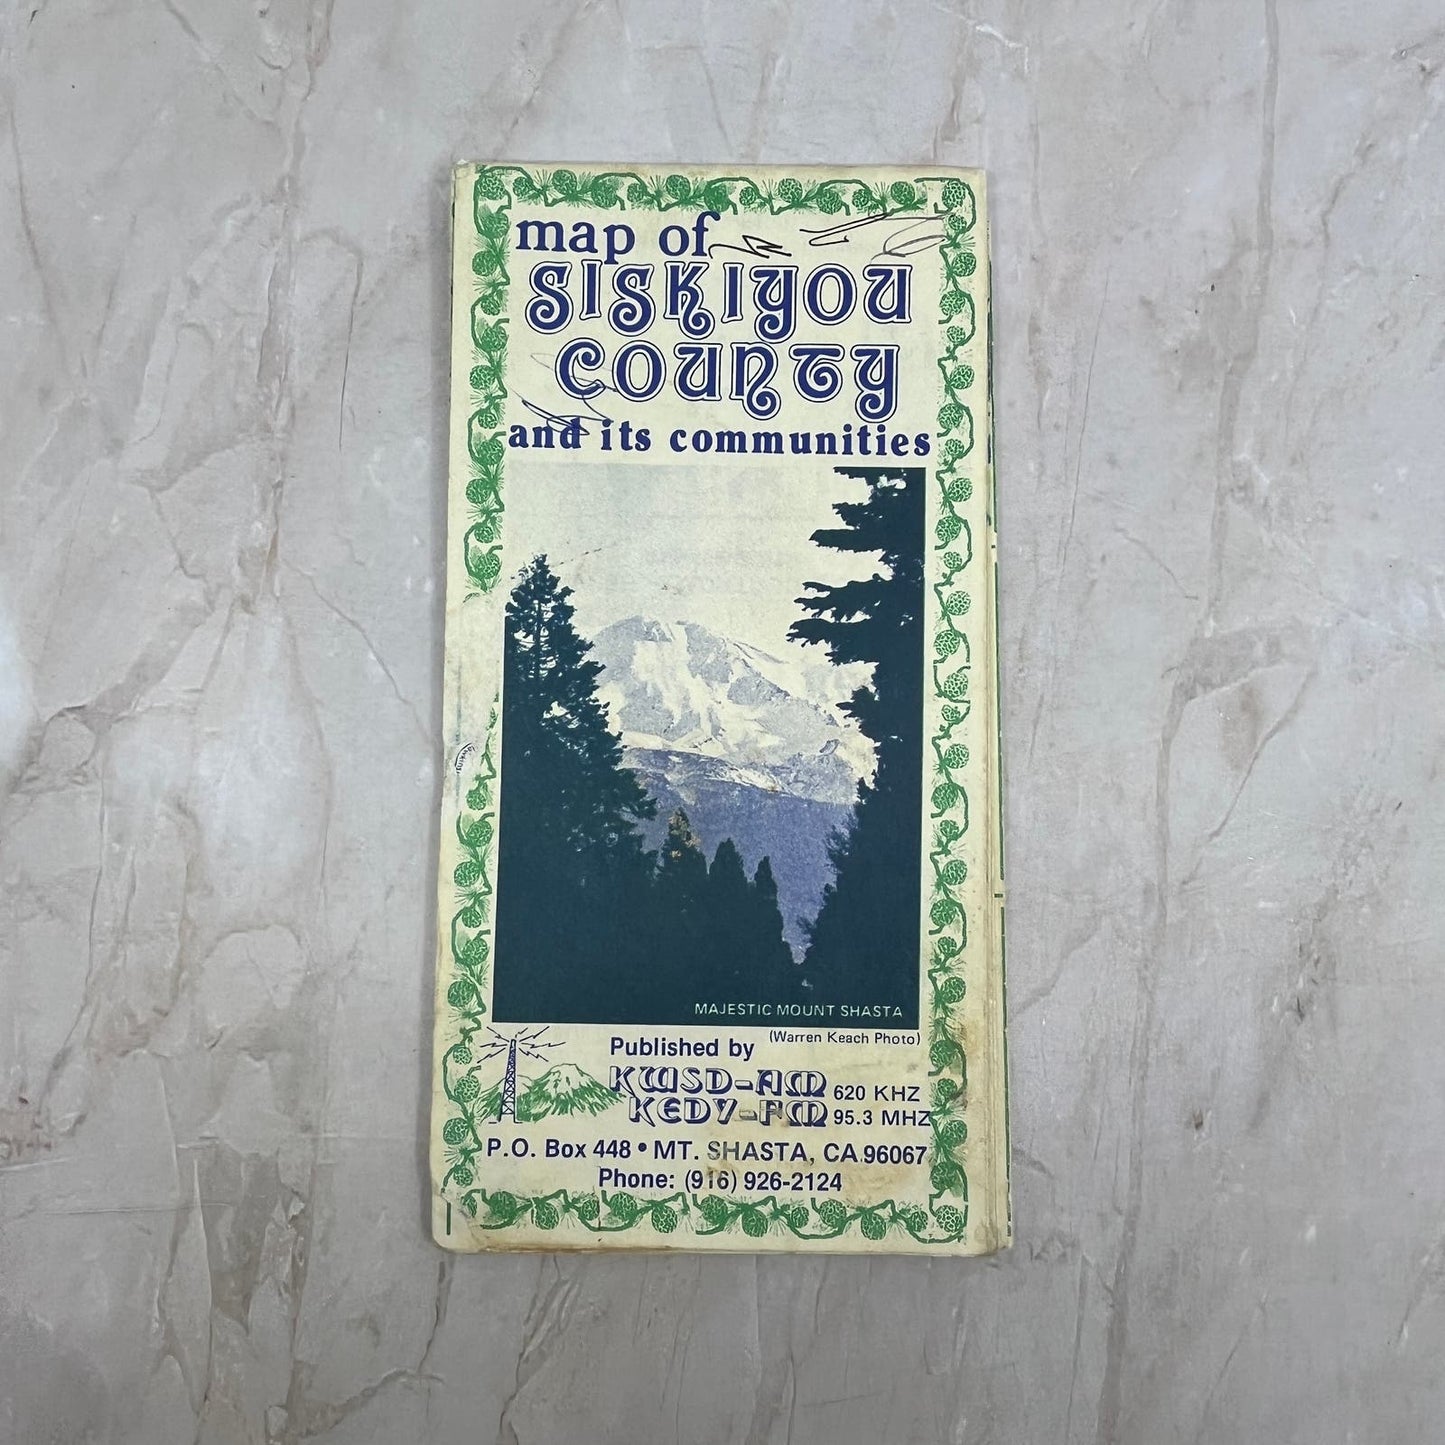 map of
SISKIYOU
COUNTY
and its communities
MAJESTIC MOUNT SHASTA
(Warren Keach Photo)
Published by
KWSD-AM 620 KHZ
KEDY-FM 95.3 MHZ
P.O. Box 448 • MT. SHASTA, CA 96067
Phone: (916) 926-2124